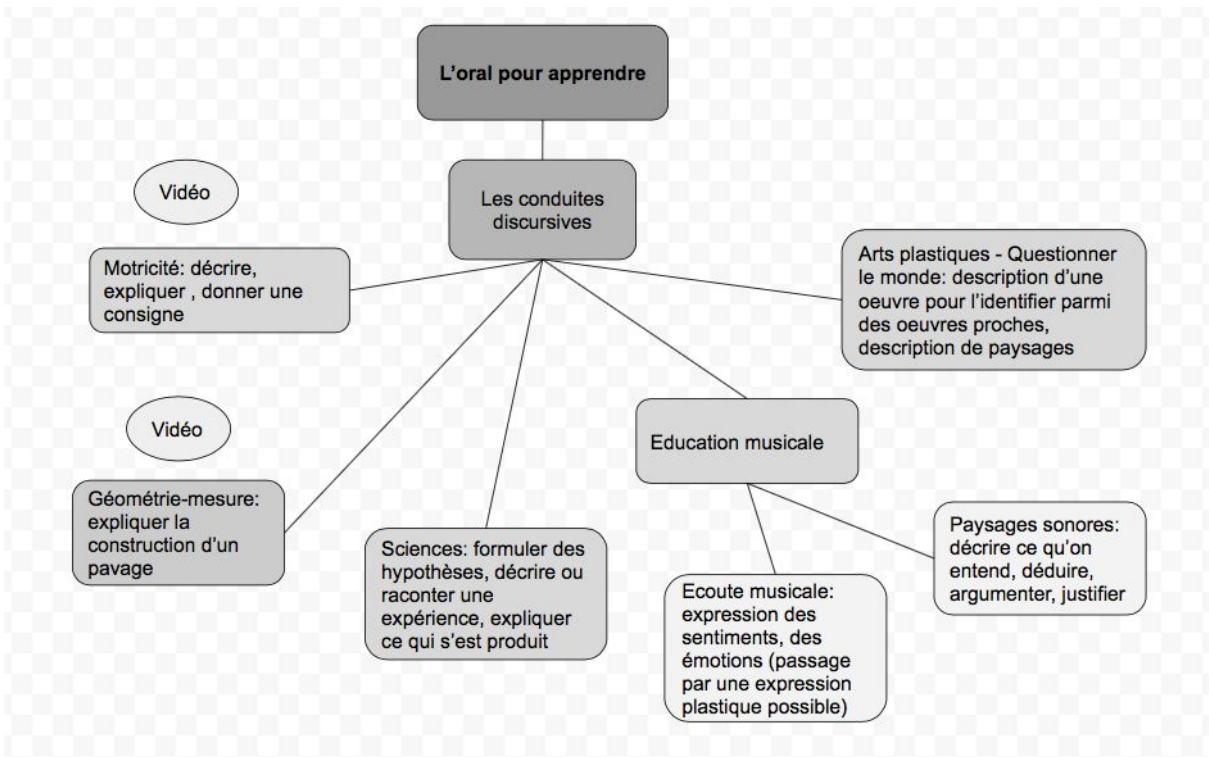 L'oral pour apprendre
Les conduites
discursives
Vidéo
Motricité: décrire,
expliquer , donner une
consigne
Arts plastiques - Questionner
le monde: description d'une
oeuvre pour l'identifier parmi
des oeuvres proches,
description de paysages
Vidéo
Géométrie-mesure:
expliquer la
construction d'un
pavage
Sciences: formuler des
hypothèses, décrire ou
raconter une
expérience, expliquer
ce qui s'est produit
Education musicale
Ecoute musicale:
expression des
sentiments, des
émotions (passage
par une expression
plastique possible)
Paysages sonores:
décrire ce qu'on
entend, déduire,
argumenter, justifier